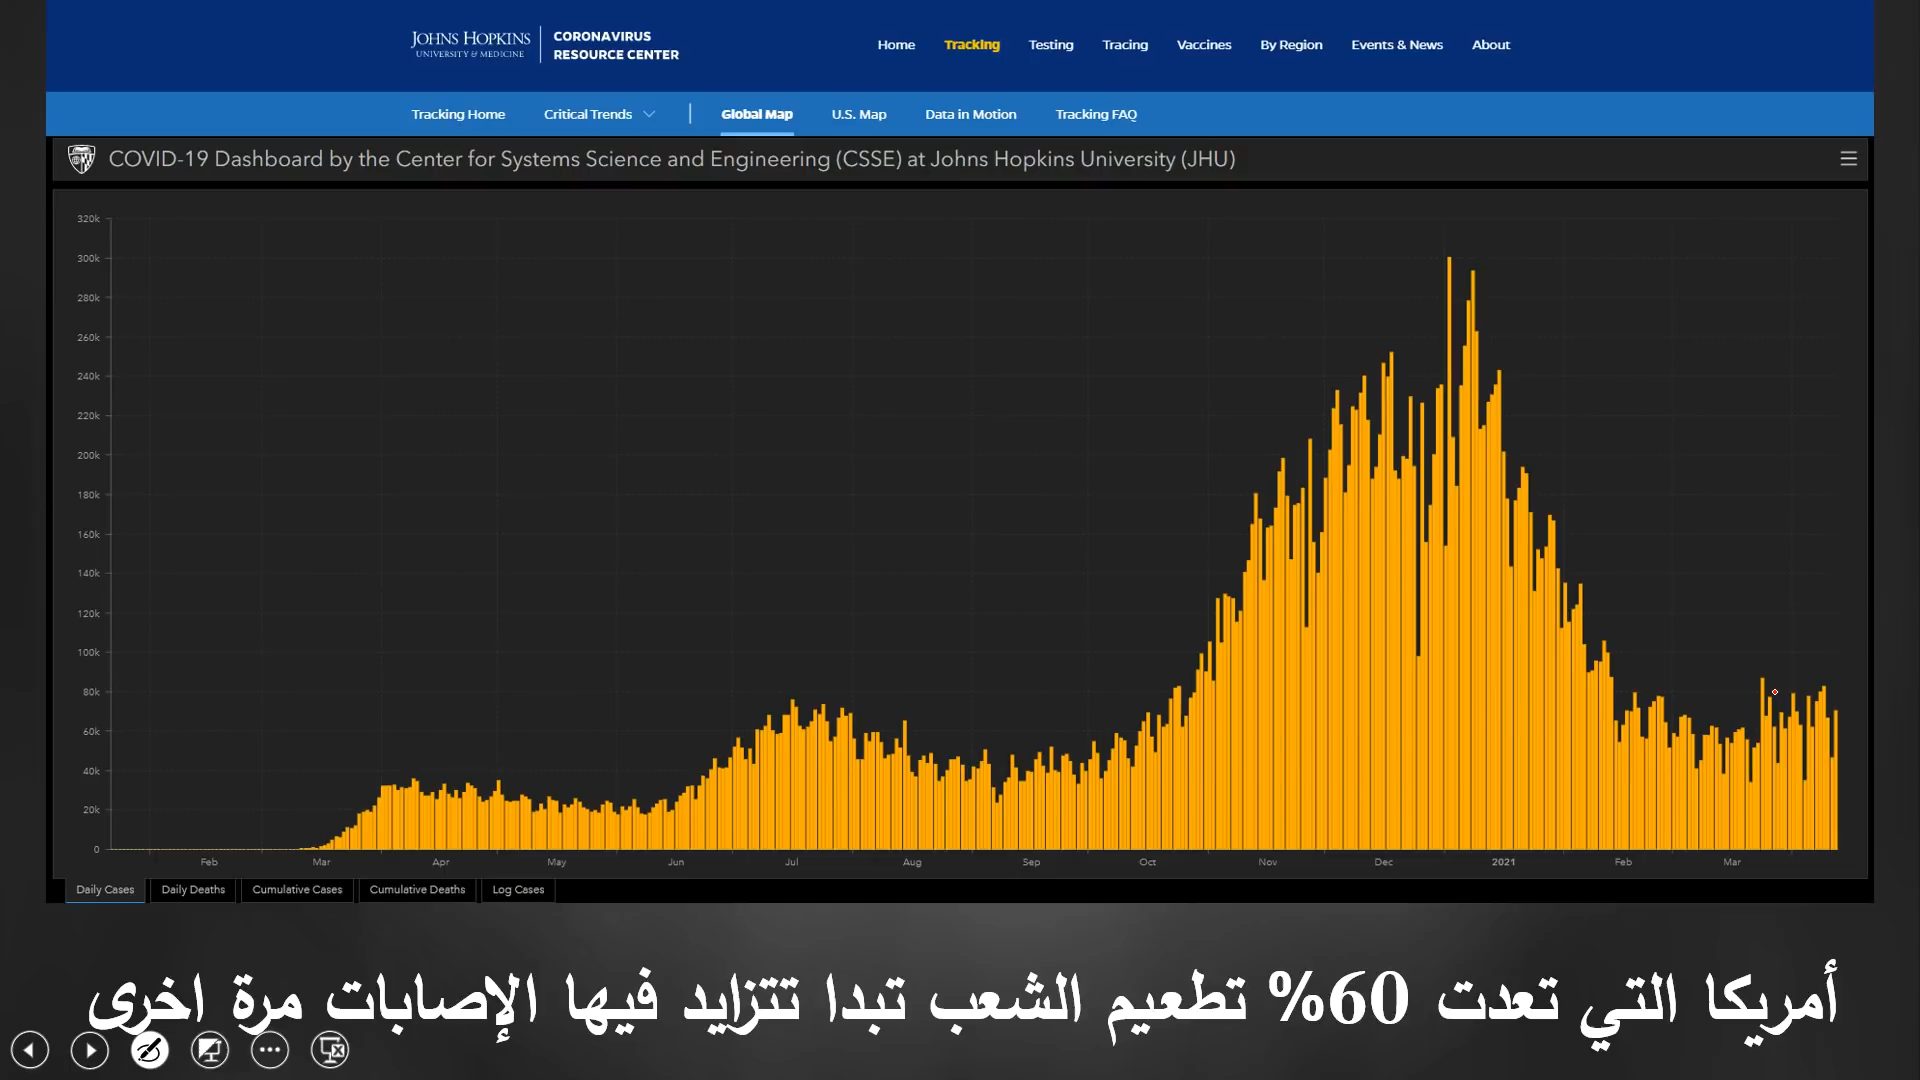 JOHNS HOPKINS
UNIVERSITY & MEDICINE
CORONAVIRUS
RESOURCE CENTER
Home Tracking Testing Tracing Vaccines By Region Events & News About
Tracking Home Critical Trends Global Map U.S. Map Data in Motion Tracking FAQ
COVID-19 Dashboard by the Center for Systems Science and Engineering (CSSE) at Johns Hopkins University (JHU)
320k
300k
280k
260k
240k
220k
200k
180k
160k
140k
120k
100k
80k
60k
40k
20k
0
Feb Mar Apr May Jun Jul Aug Sep Oct Nov Dec 2021 Feb Mar
Daily Cases Daily Deaths Cumulative Cases Cumulative Deaths Log Cases
أمريكا التي تعدت 60% تطعيم الشعب تبدا تتزايد فيها الإصابات مرة اخرى